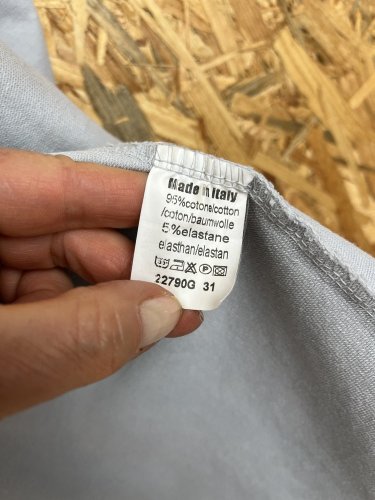 Made in Italy
95%cotone/cotton
/coton/baumwolle
5%elastane
elasthan/elastan
22790G 31